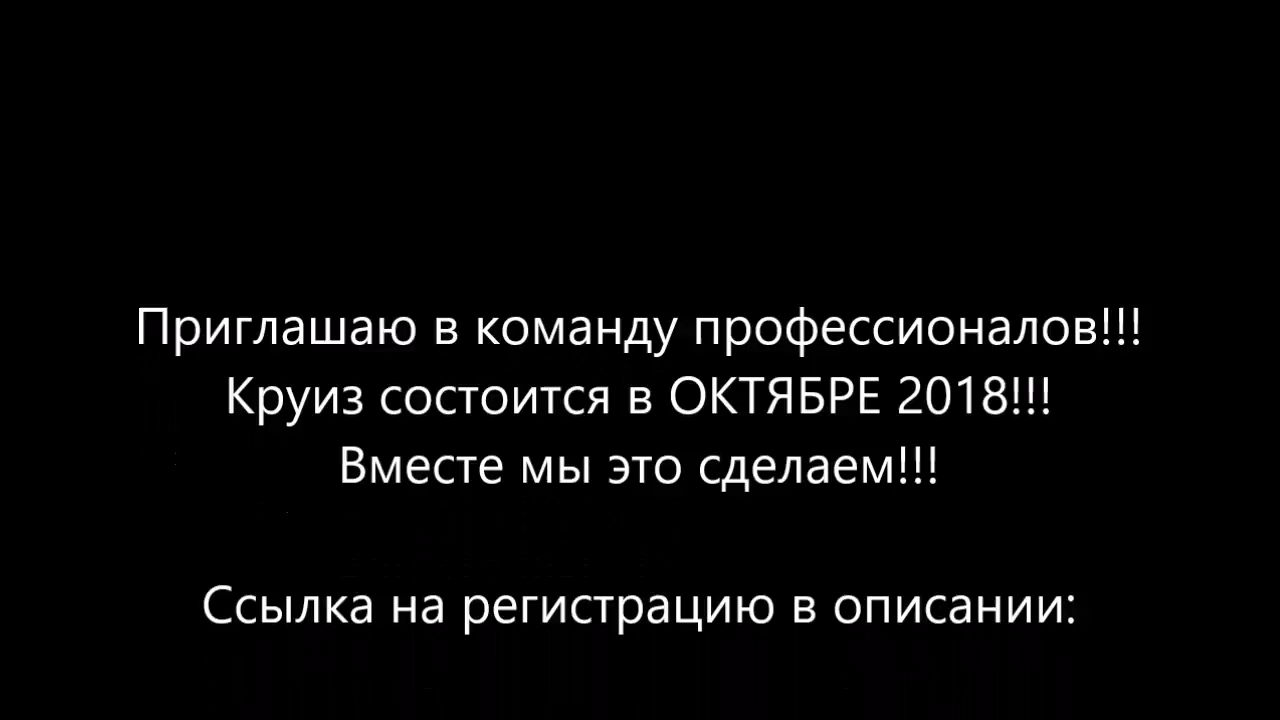 Приглашаю в команду профессионалов!!!
Круиз состоится в ОКТЯБРЕ 2018!!!
Вместе мы это сделаем!!!
Ссылка на регистрацию в описании: